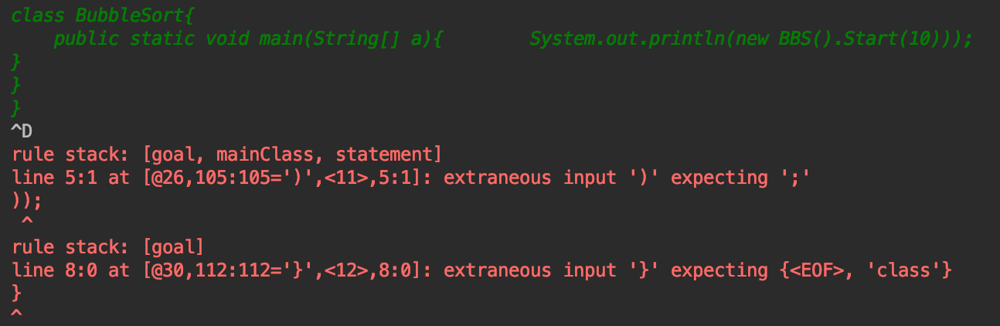 class BubbleSort{
    public static void main(String[] a){        System.out.println(new BBS().Start(10)));
}
}
}
^D
rule stack: [goal, mainClass, statement]
line 5:1 at [@26,105:105=')',<11>,5:1]: extraneous input ')' expecting ';'
));
 ^
rule stack: [goal]
line 8:0 at [@30,112:112='}',<12>,8:0]: extraneous input '}' expecting {<EOF>, 'class'}
}
^